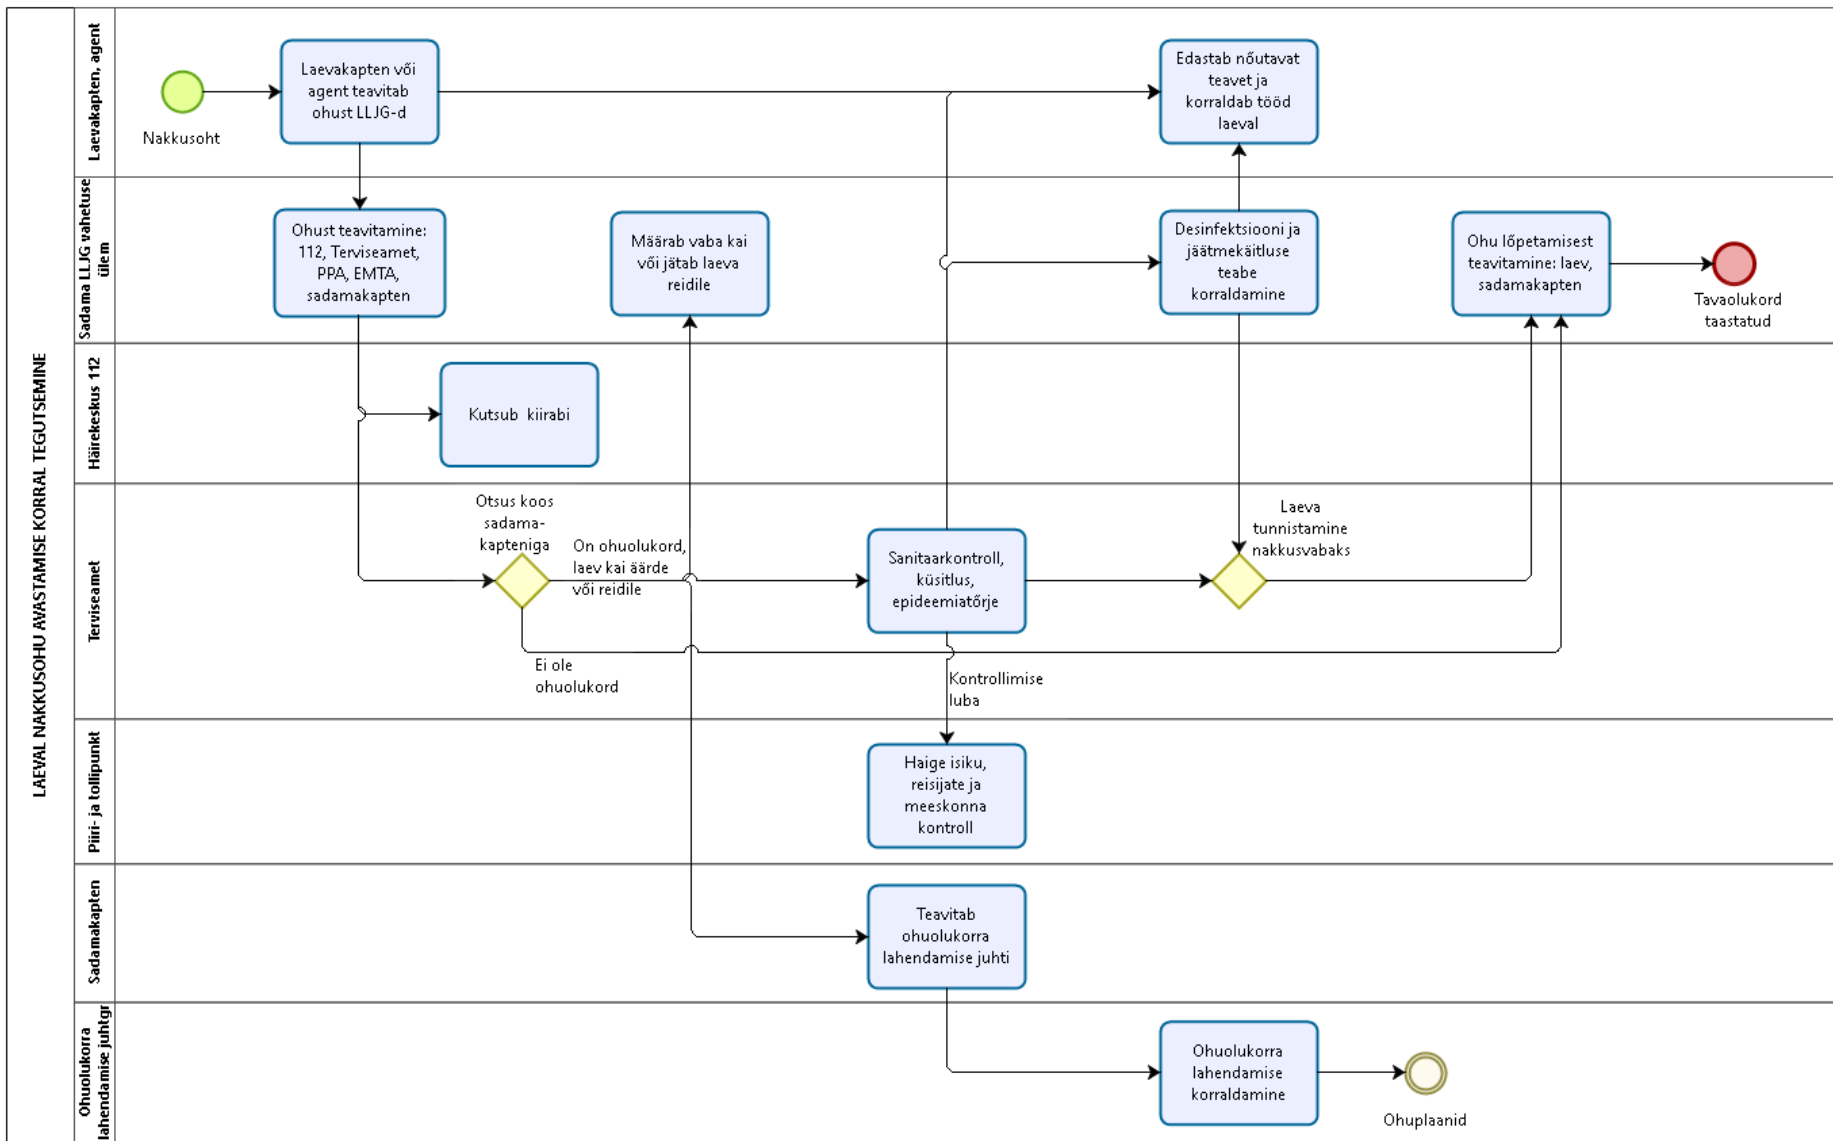 LAEVAL NAKKUSOHU AVASTAMISE KORRAL TEGUTSEMINE
Laevakapten, agent
Nakkusoht
Laevakapten või
agent teavitab
ohust LLJG-d
Edastab nõutavat
teavet ja
korraldab tööd
laeval
Sadama LLJG vahetuse
ülem
Ohust teavitamine:
112, Terviseamet,
PPA, EMTA,
sadamakapten
Määrab vaba kai
või jätab laeva
reidile
Desinfektsiooni ja
jäätmekäitluse
teabe
korraldamine
Ohu lõpetamisest
teavitamine: laev,
sadamakapten
Tavaolukord
taastatud
Häirekeskus 112
Kutsub kiirabi
Terviseamet
Otsus koos
sadama-
kapteniga
On ohuolukord,
laev kai äärde
või reidile
Ei ole
ohuolukord
Sanitaarkontroll,
küsitlus,
epideemiatõrje
Laeva
tunnistamine
nakkusvabaks
Kontrollimise
luba
Piiri- ja tollipunkt
Haige isiku,
reisijate ja
meeskonna
kontroll
Sadamakapten
Teavitab
ohuolukorra
lahendamise juhti
Ohuolukorra
lahendamise juhtgr
Ohuolukorra
lahendamise
korraldamine
Ohuplaanid